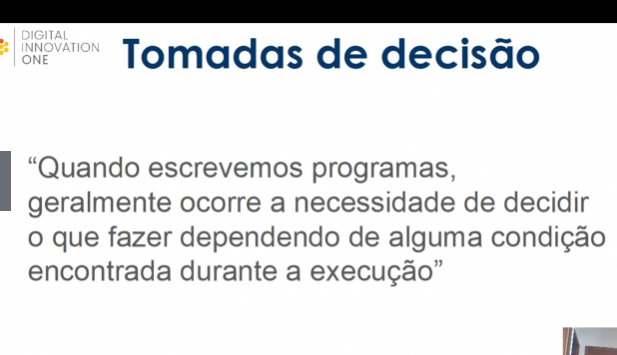 DIGITAL
INNOVATION
ONE
Tomadas de decisão
“Quando escrevemos programas,
geralmente ocorre a necessidade de decidir
o que fazer dependendo de alguma condição
encontrada durante a execução”